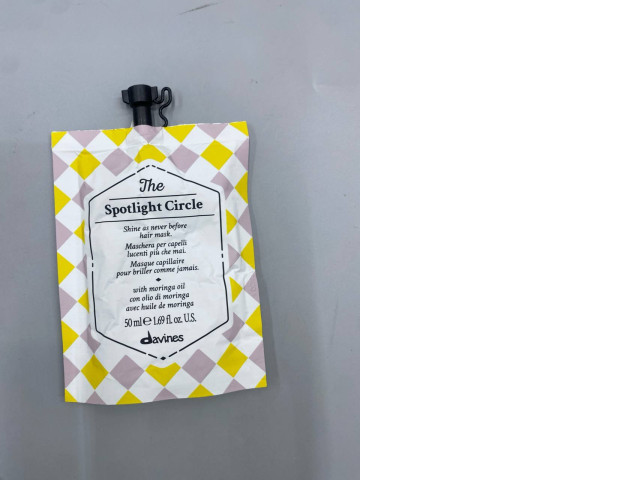 The
Spotlight Circle
Shine as never before
hair mask.
Maschera per capelli
lucenti più che mai.
Masque capillaire
pour briller comme jamais.
with moringa oil
con olio di moringa
avec huile de moringa
50 ml ℮ 1.69 fl. oz. U.S.
davines